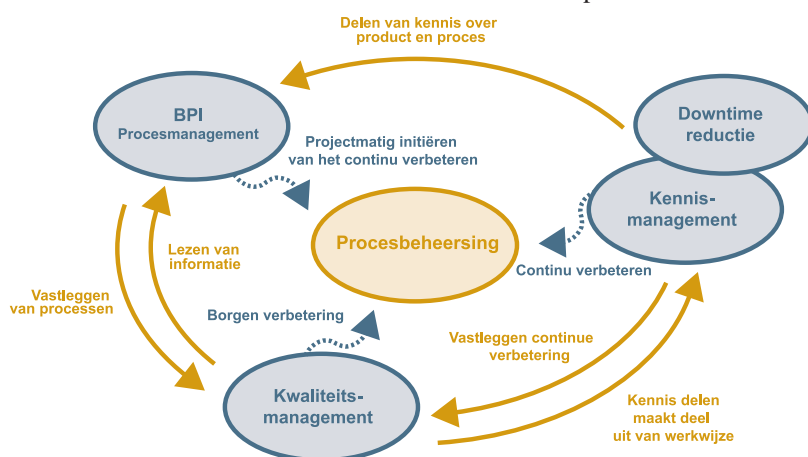 Delen van kennis over
product en proces
BPI
Procesmanagement
Downtime
reductie
Projectmatig initiëren
van het continu verbeteren
Kennis-
management
Procesbeheersing
Lezen van
informatie
Continu verbeteren
Vastleggen
van processen
Borgen verbetering
Vastleggen continue
verbetering
Kwaliteits-
management
Kennis delen
maakt deel
uit van werkwijze